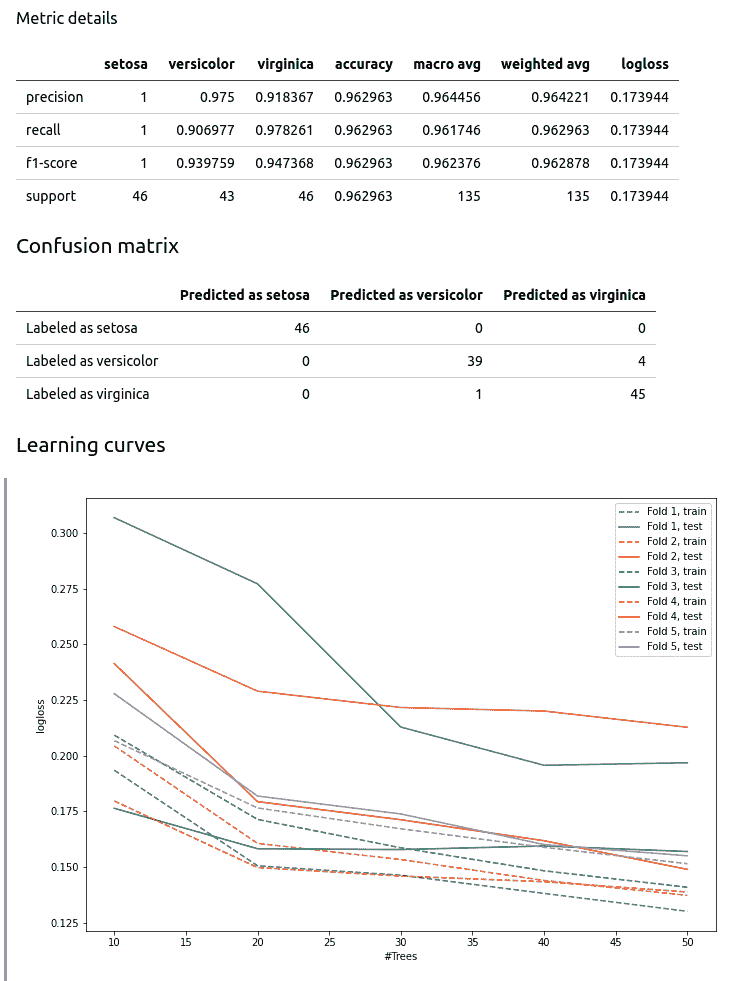 Metric details
setosa versicolor virginica accuracy macro avg weighted avg logloss
precision 1 0.975 0.918367 0.962963 0.964456 0.964221 0.173944
recall 1 0.906977 0.978261 0.962963 0.961746 0.962963 0.173944
f1-score 1 0.939759 0.947368 0.962963 0.962376 0.962878 0.173944
support 46 43 46 0.962963 135 135 0.173944
Confusion matrix
Predicted as setosa Predicted as versicolor Predicted as virginica
Labeled as setosa 46 0 0
Labeled as versicolor 0 39 4
Labeled as virginica 0 1 45
Learning curves
Fold 1, train
Fold 1, test
Fold 2, train
Fold 2, test
Fold 3, train
Fold 3, test
Fold 4, train
Fold 4, test
Fold 5, train
Fold 5, test
0.300
0.275
0.250
0.225
0.200
0.175
0.150
0.125
logloss
10 15 20 25 30 35 40 45 50
#Trees